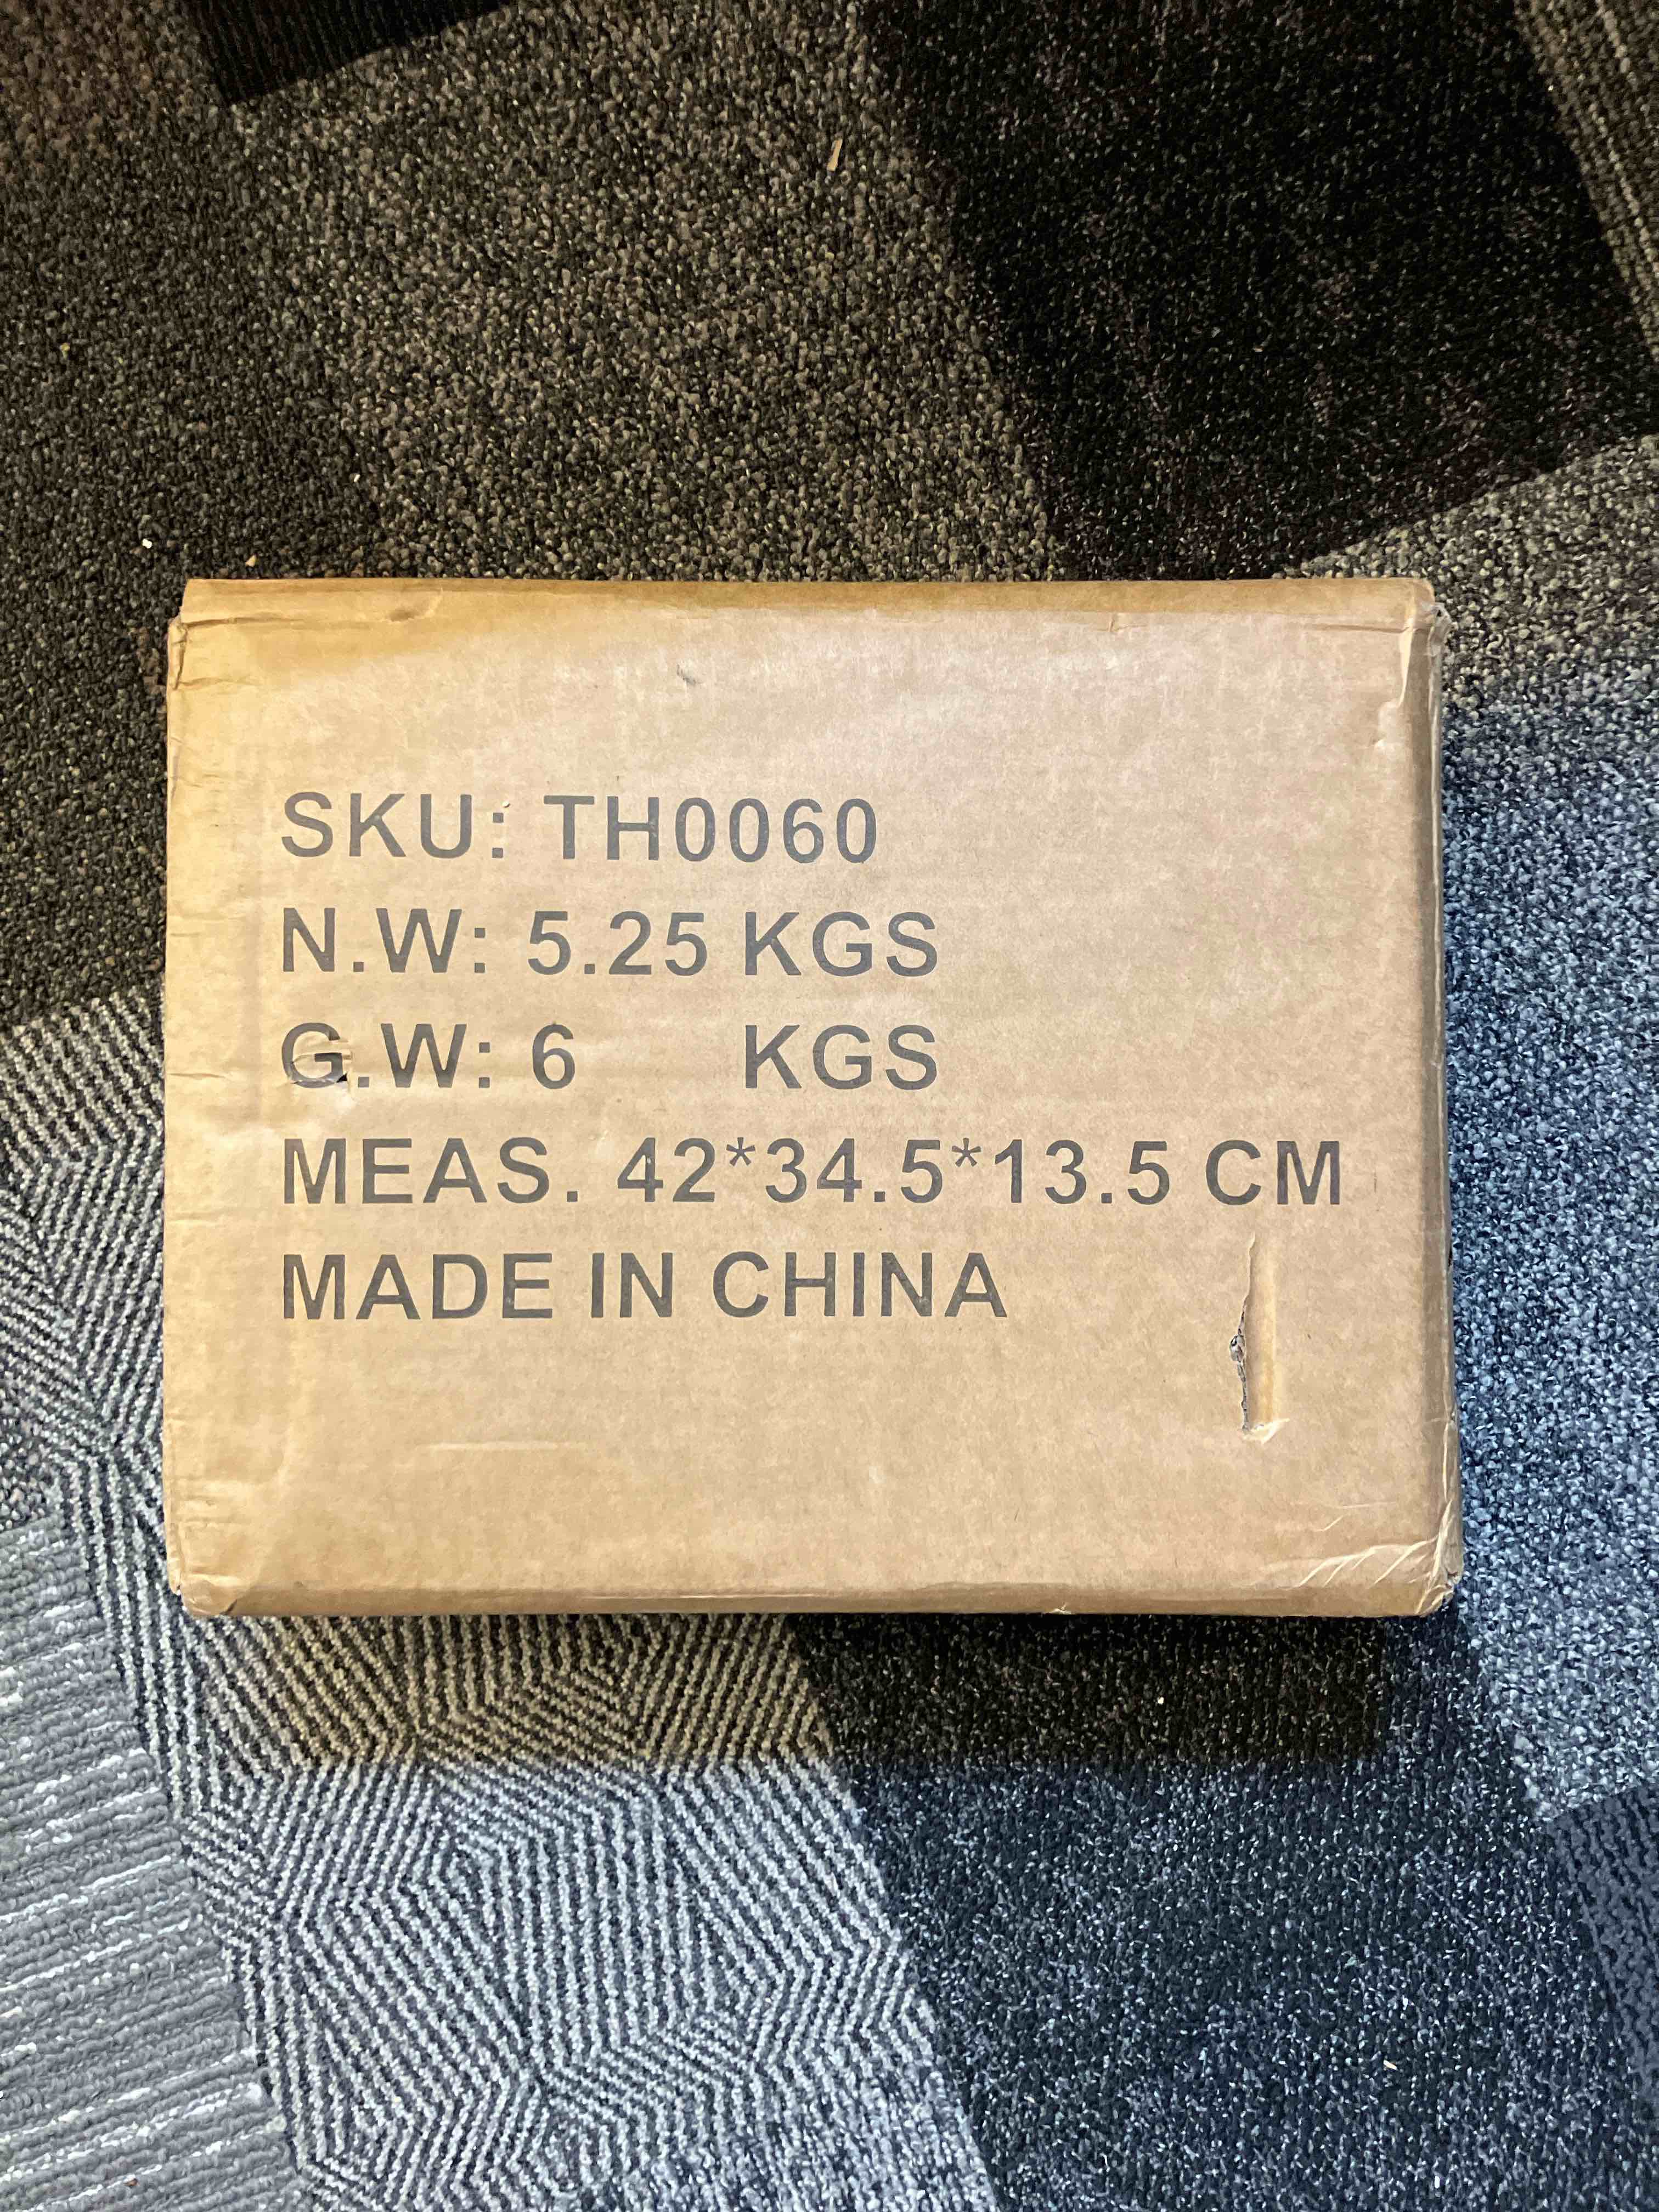 SKU: TH0060
N.W: 5.25 KGS
G.W: 6 KGS
MEAS. 42*34.5*13.5 CM
MADE IN CHINA